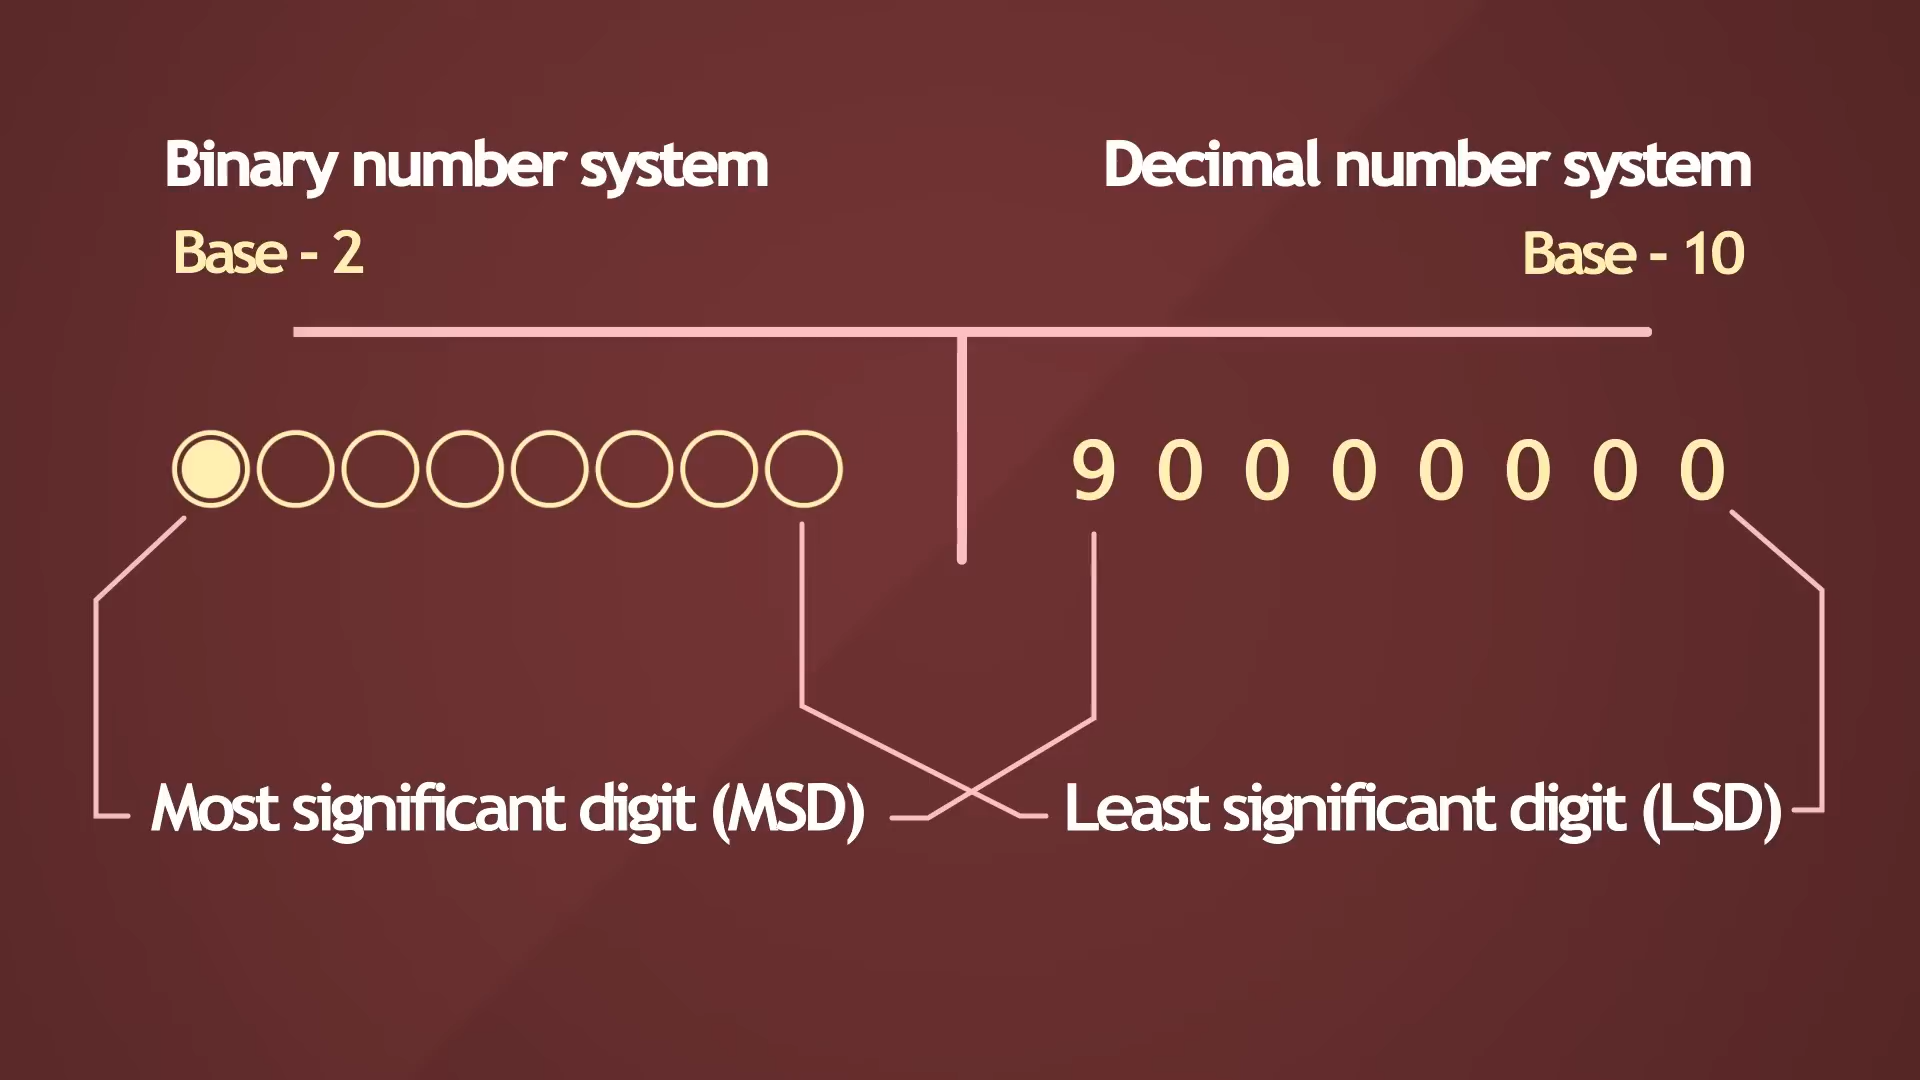 Binary number system
Base - 2
Decimal number system
Base - 10
9 0 0 0 0 0 0 0
Most significant digit (MSD)
Least significant digit (LSD)